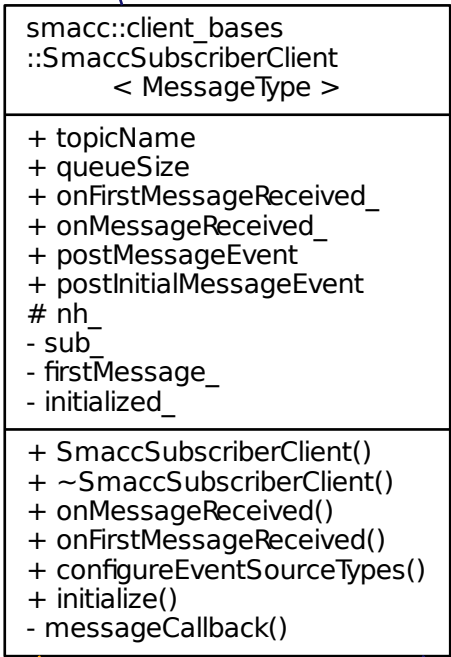 smacc::client_bases
::SmaccSubscriberClient
< MessageType >
+ topicName
+ queueSize
+ onFirstMessageReceived_
+ onMessageReceived_
+ postMessageEvent
+ postInitialMessageEvent
# nh_
- sub_
- firstMessage_
- initialized_
+ SmaccSubscriberClient()
+ ~SmaccSubscriberClient()
+ onMessageReceived()
+ onFirstMessageReceived()
+ configureEventSourceTypes()
+ initialize()
- messageCallback()